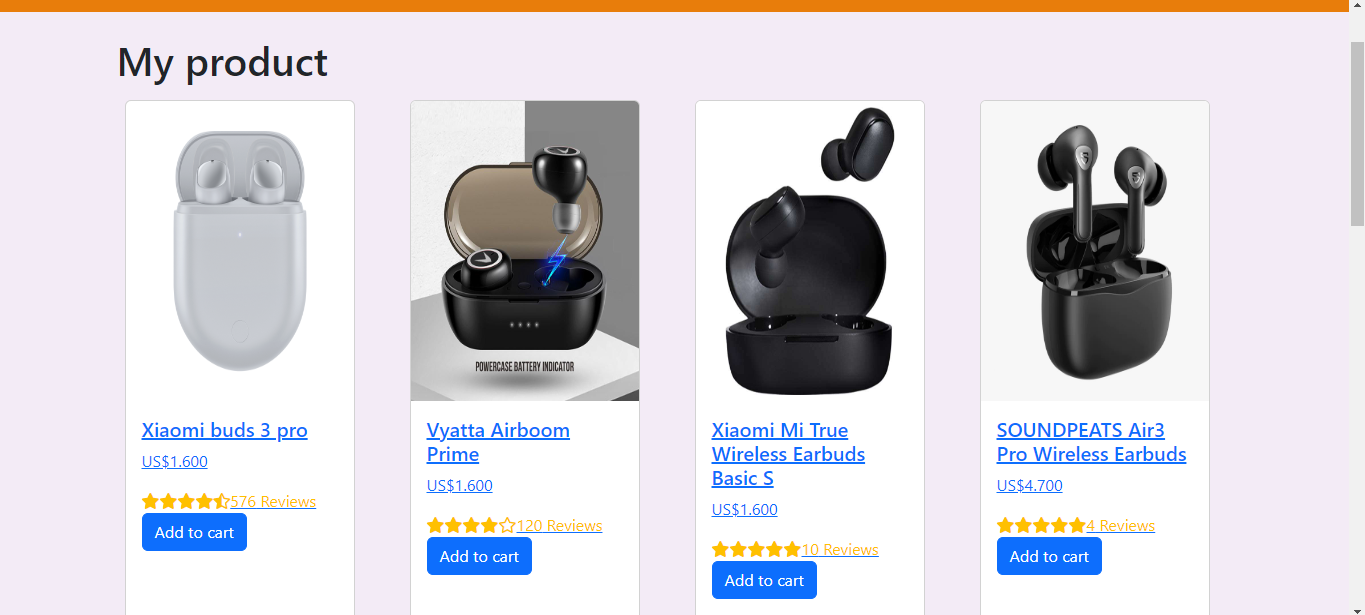 My product
POWERCASE BATTERY INDICATOR
Xiaomi buds 3 pro
US$1.600
576 Reviews
Add to cart
Vyatta Airboom
Prime
US$1.600
120 Reviews
Add to cart
Xiaomi Mi True
Wireless Earbuds
Basic S
US$1.600
10 Reviews
Add to cart
SOUNDPEATS Air3
Pro Wireless Earbuds
US$4.700
4 Reviews
Add to cart